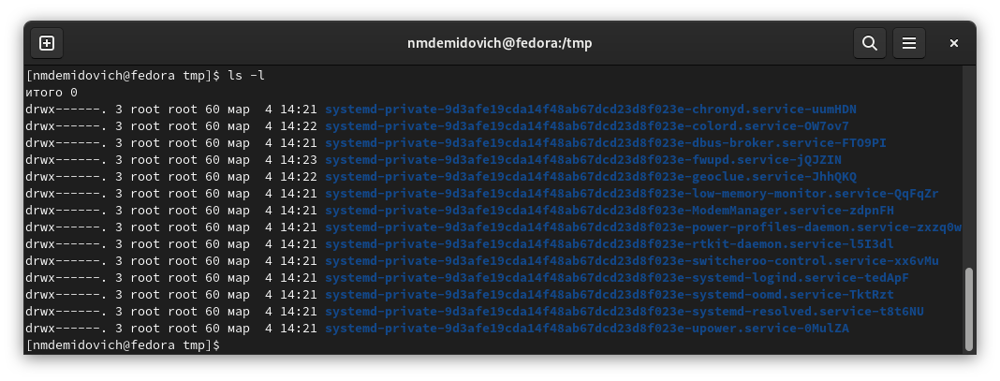 nmdemidovich@fedora:/tmp
[nmdemidovich@fedora tmp]$ ls -l
итого 0
drwx------. 3 root root 60 мар  4 14:21 systemd-private-9d3afe19cda14f48ab67dcd23d8f023e-chronyd.service-uumHDN
drwx------. 3 root root 60 мар  4 14:22 systemd-private-9d3afe19cda14f48ab67dcd23d8f023e-colord.service-OW7ov7
drwx------. 3 root root 60 мар  4 14:21 systemd-private-9d3afe19cda14f48ab67dcd23d8f023e-dbus-broker.service-FTO9PI
drwx------. 3 root root 60 мар  4 14:23 systemd-private-9d3afe19cda14f48ab67dcd23d8f023e-fwupd.service-jQJZIN
drwx------. 3 root root 60 мар  4 14:22 systemd-private-9d3afe19cda14f48ab67dcd23d8f023e-geoclue.service-JhhQKQ
drwx------. 3 root root 60 мар  4 14:21 systemd-private-9d3afe19cda14f48ab67dcd23d8f023e-low-memory-monitor.service-QqFqZr
drwx------. 3 root root 60 мар  4 14:21 systemd-private-9d3afe19cda14f48ab67dcd23d8f023e-ModemManager.service-zdpnFH
drwx------. 3 root root 60 мар  4 14:21 systemd-private-9d3afe19cda14f48ab67dcd23d8f023e-power-profiles-daemon.service-zxzq0w
drwx------. 3 root root 60 мар  4 14:21 systemd-private-9d3afe19cda14f48ab67dcd23d8f023e-rtkit-daemon.service-l5I3dl
drwx------. 3 root root 60 мар  4 14:21 systemd-private-9d3afe19cda14f48ab67dcd23d8f023e-switcheroo-control.service-xx6vMu
drwx------. 3 root root 60 мар  4 14:21 systemd-private-9d3afe19cda14f48ab67dcd23d8f023e-systemd-logind.service-tedApF
drwx------. 3 root root 60 мар  4 14:21 systemd-private-9d3afe19cda14f48ab67dcd23d8f023e-systemd-oomd.service-TktRzt
drwx------. 3 root root 60 мар  4 14:21 systemd-private-9d3afe19cda14f48ab67dcd23d8f023e-systemd-resolved.service-t8t6NU
drwx------. 3 root root 60 мар  4 14:21 systemd-private-9d3afe19cda14f48ab67dcd23d8f023e-upower.service-0MulZA
[nmdemidovich@fedora tmp]$